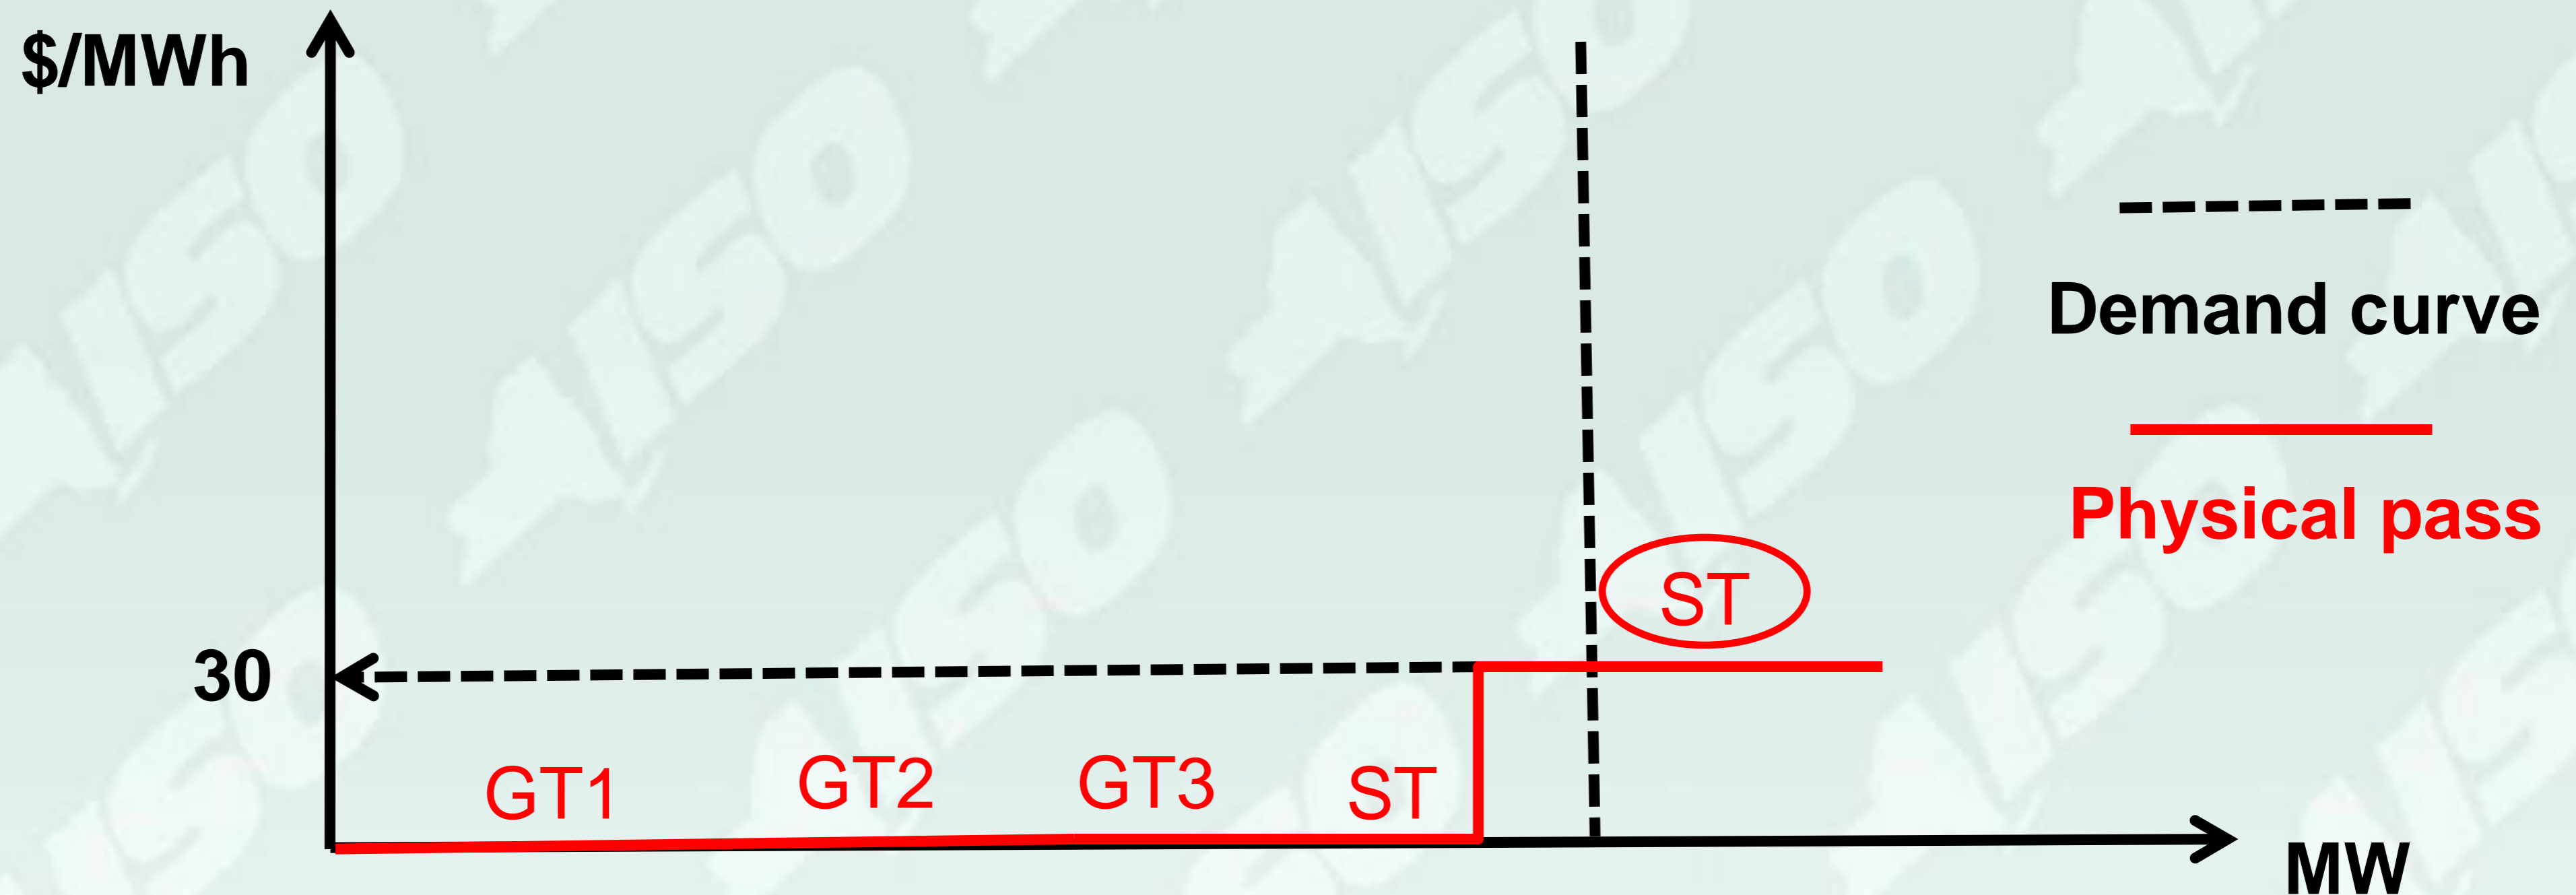 $/MWh
Demand curve
Physical pass
ST
30
GT1
GT2
GT3
ST
MW